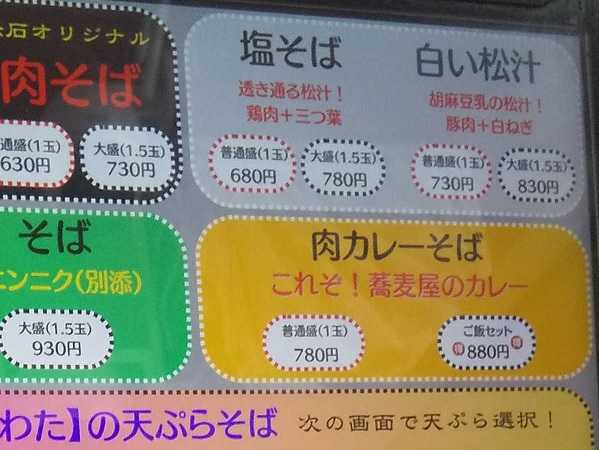 石オリジナル
肉そば
普通盛(1玉)
630円
大盛(1.5玉)
730円
塩そば
透き通る松汁!
鶏肉+三つ葉
普通盛(1玉)
680円
大盛(1.5玉)
780円
白い松汁
胡麻豆乳の松汁!
豚肉+白ねぎ
普通盛(1玉)
730円
大盛(1.5玉)
830円
そば
ニンニク(別添)
大盛(1.5玉)
930円
肉カレーそば
これぞ!蕎麦屋のカレー
普通盛(1玉)
780円
ご飯セット
得 880円 得
わた】の天ぷらそば
次の画面で天ぷら選択!